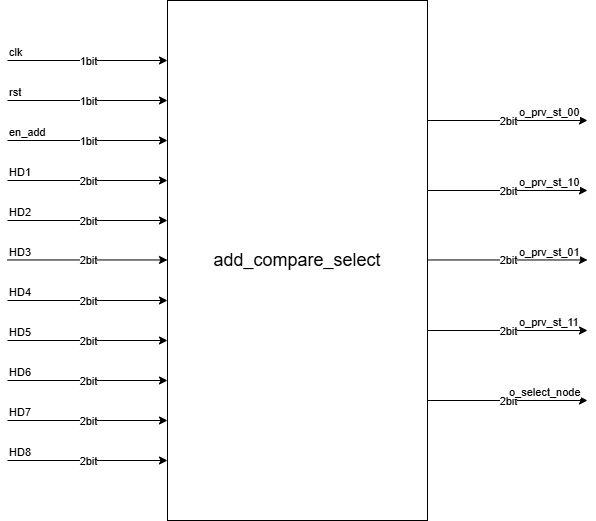 clk
1bit
rst
1bit
en_add
1bit
HD1
2bit
HD2
2bit
HD3
2bit
HD4
2bit
HD5
2bit
HD6
2bit
HD7
2bit
HD8
2bit
add_compare_select
o_prv_st_00
2bit
o_prv_st_10
2bit
o_prv_st_01
2bit
o_prv_st_11
2bit
o_select_node
2bit